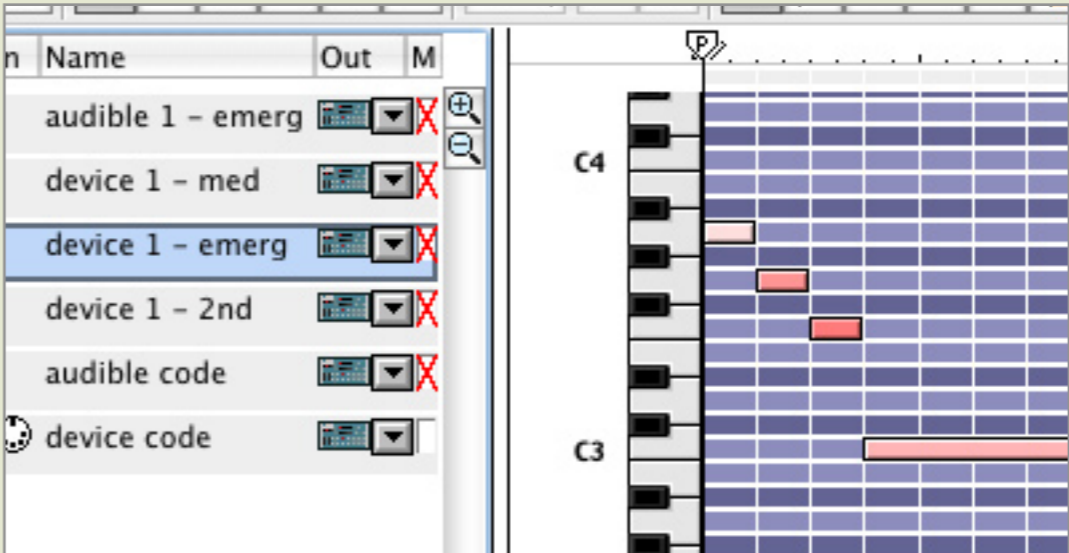 n Name Out M
audible 1 – emerg
device 1 – med
device 1 – emerg
device 1 – 2nd
audible code
device code
P
C4
C3